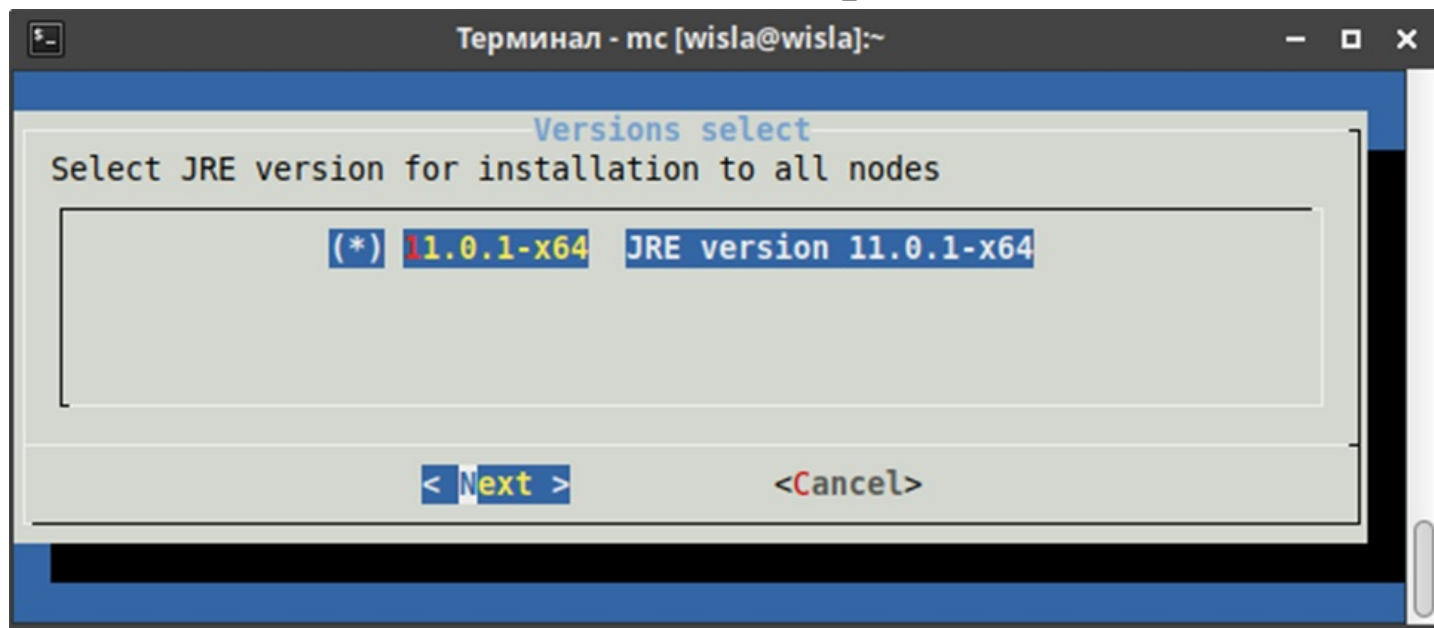 Терминал - mc [wisla@wisla]:~
Versions select
Select JRE version for installation to all nodes
(*) 11.0.1-x64 JRE version 11.0.1-x64
< Next > <Cancel>